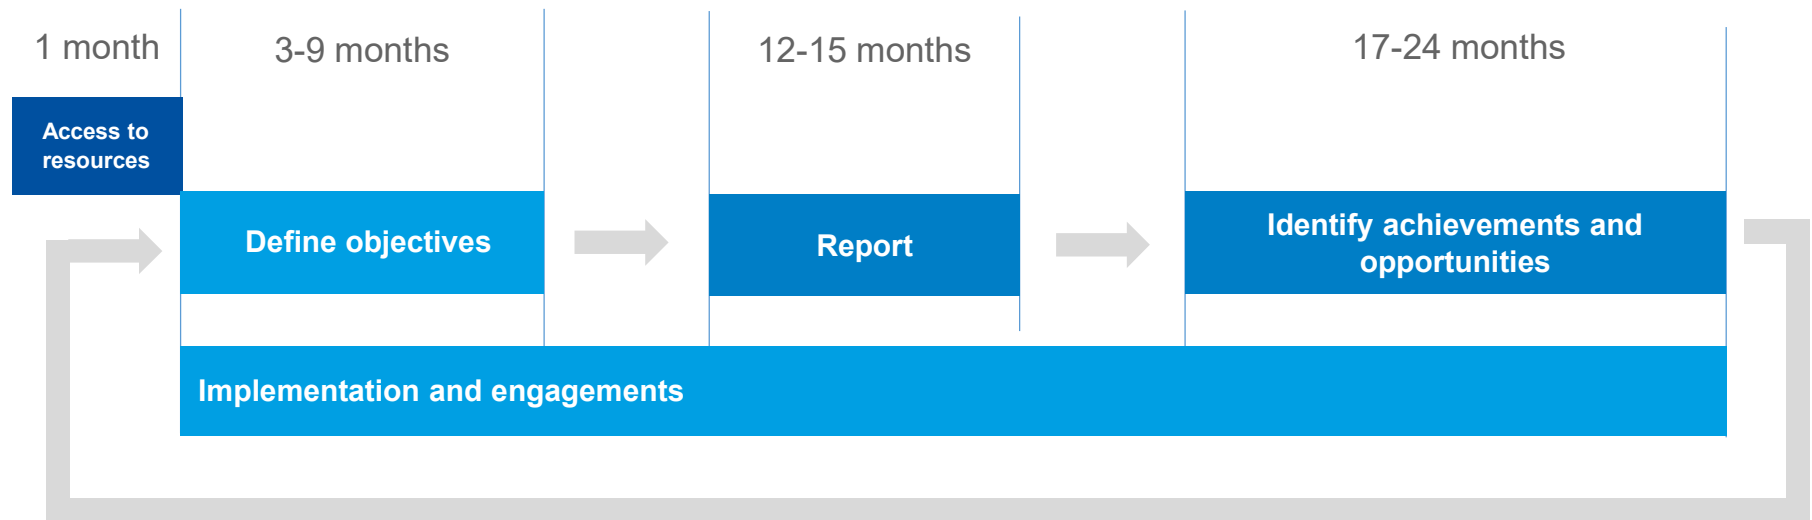 1 month
3-9 months
12-15 months
17-24 months
Access to
resources
Define objectives
Report
Identify achievements and
opportunities
Implementation and engagements